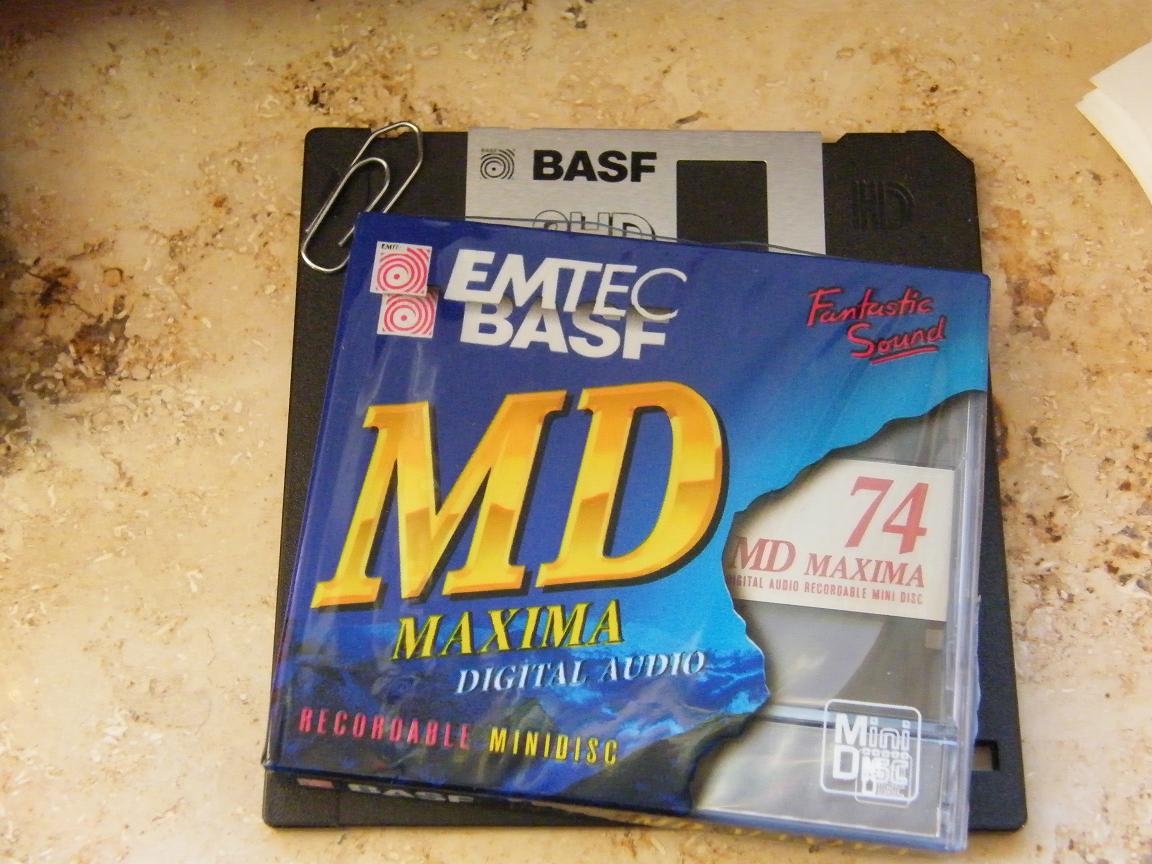 BASF
2HD
HD
EMTEC
BASF
Fantastic
Sound
MD
MAXIMA
DIGITAL AUDIO
RECORDABLE MINIDISC
74
MD MAXIMA
DIGITAL AUDIO RECORDABLE MINI DISC
Mini
Disc
BASF